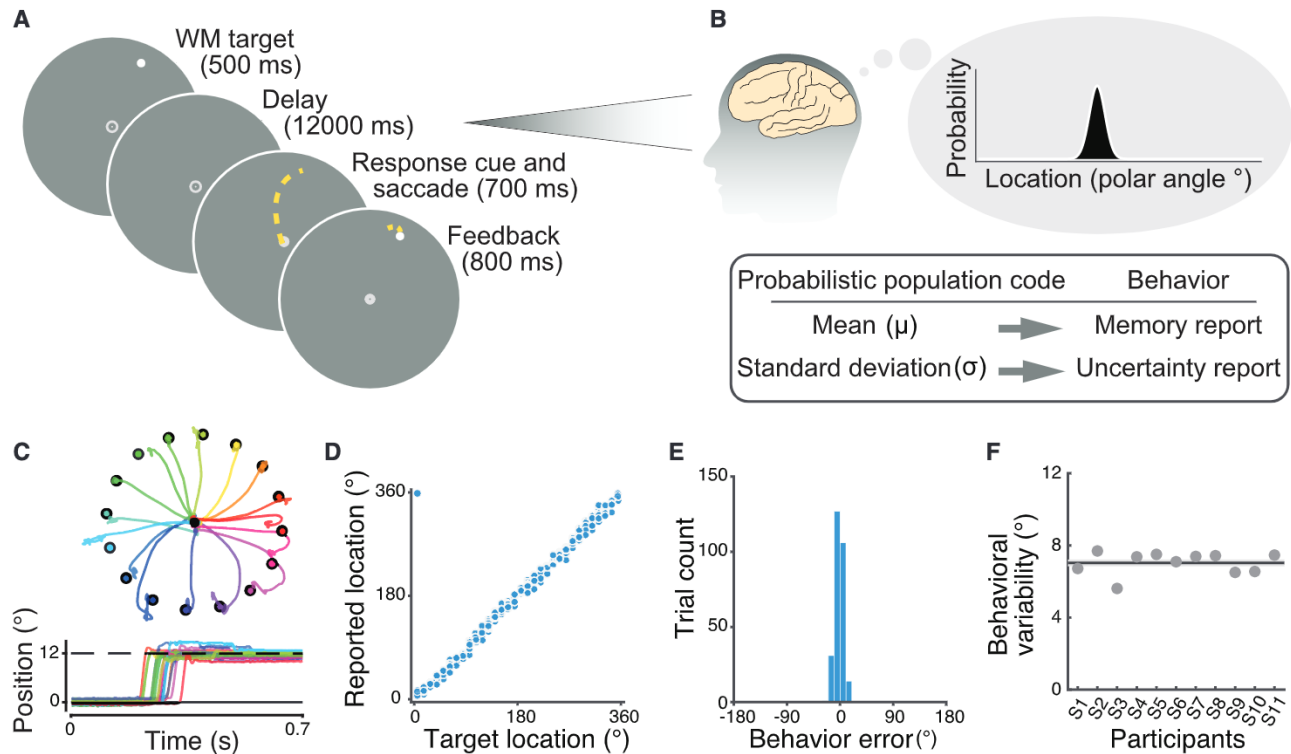 A
WM target
(500 ms)
Delay
(12000 ms)
Response cue and
saccade (700 ms)
Feedback
(800 ms)
B
Probability
Location (polar angle °)
Probabilistic population code Behavior
Mean (μ) Memory report
Standard deviation (σ) Uncertainty report
C
Position (°)
12
0
0.7
Time (s)
D
Reported location (°)
360
180
0
0 180 360
Target location (°)
E
Trial count
150
100
50
0
-180 -90 0 90 180
Behavior error (°)
F
Behavioral
variability (°)
12
8
4
0
S1 S2 S3 S4 S5 S6 S7 S8 S9 S10 S11
Participants